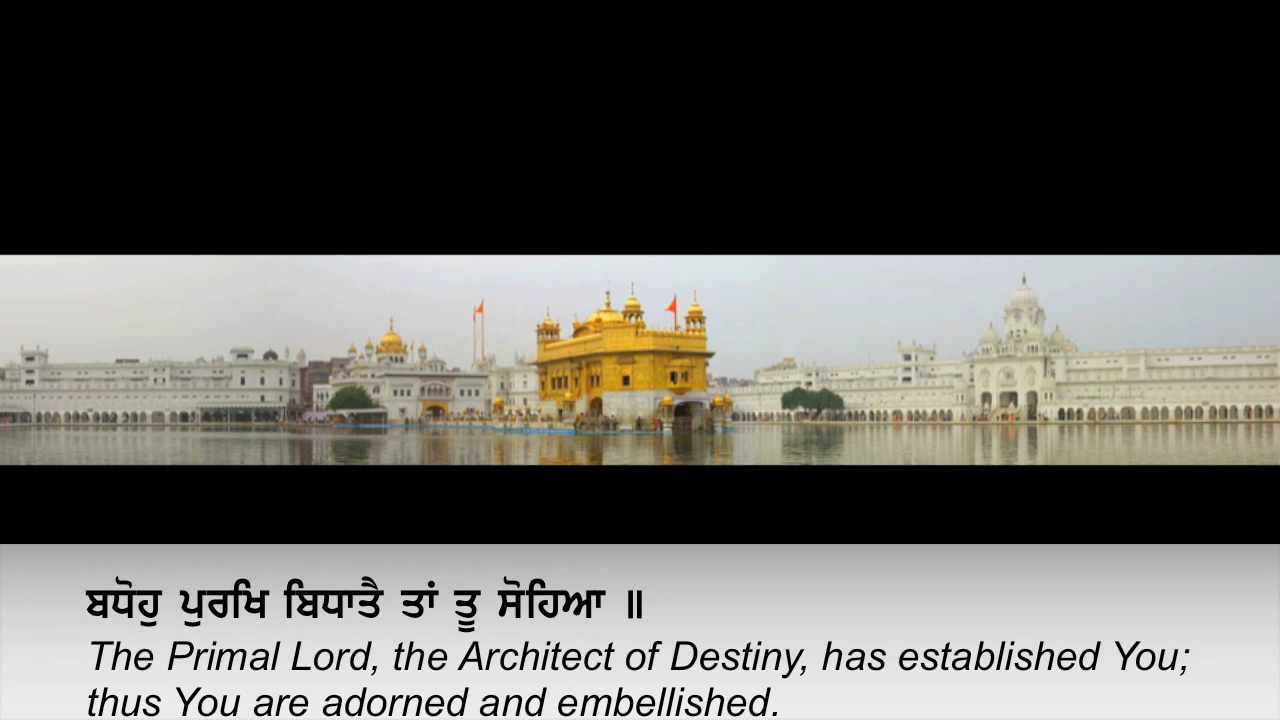 ਬਧੋਹੁ ਪੁਰਖਿ ਬਿਧਾਤੈ ਤਾਂ ਤੂ ਸੋਹਿਆ ॥
The Primal Lord, the Architect of Destiny, has established You;
thus You are adorned and embellished.